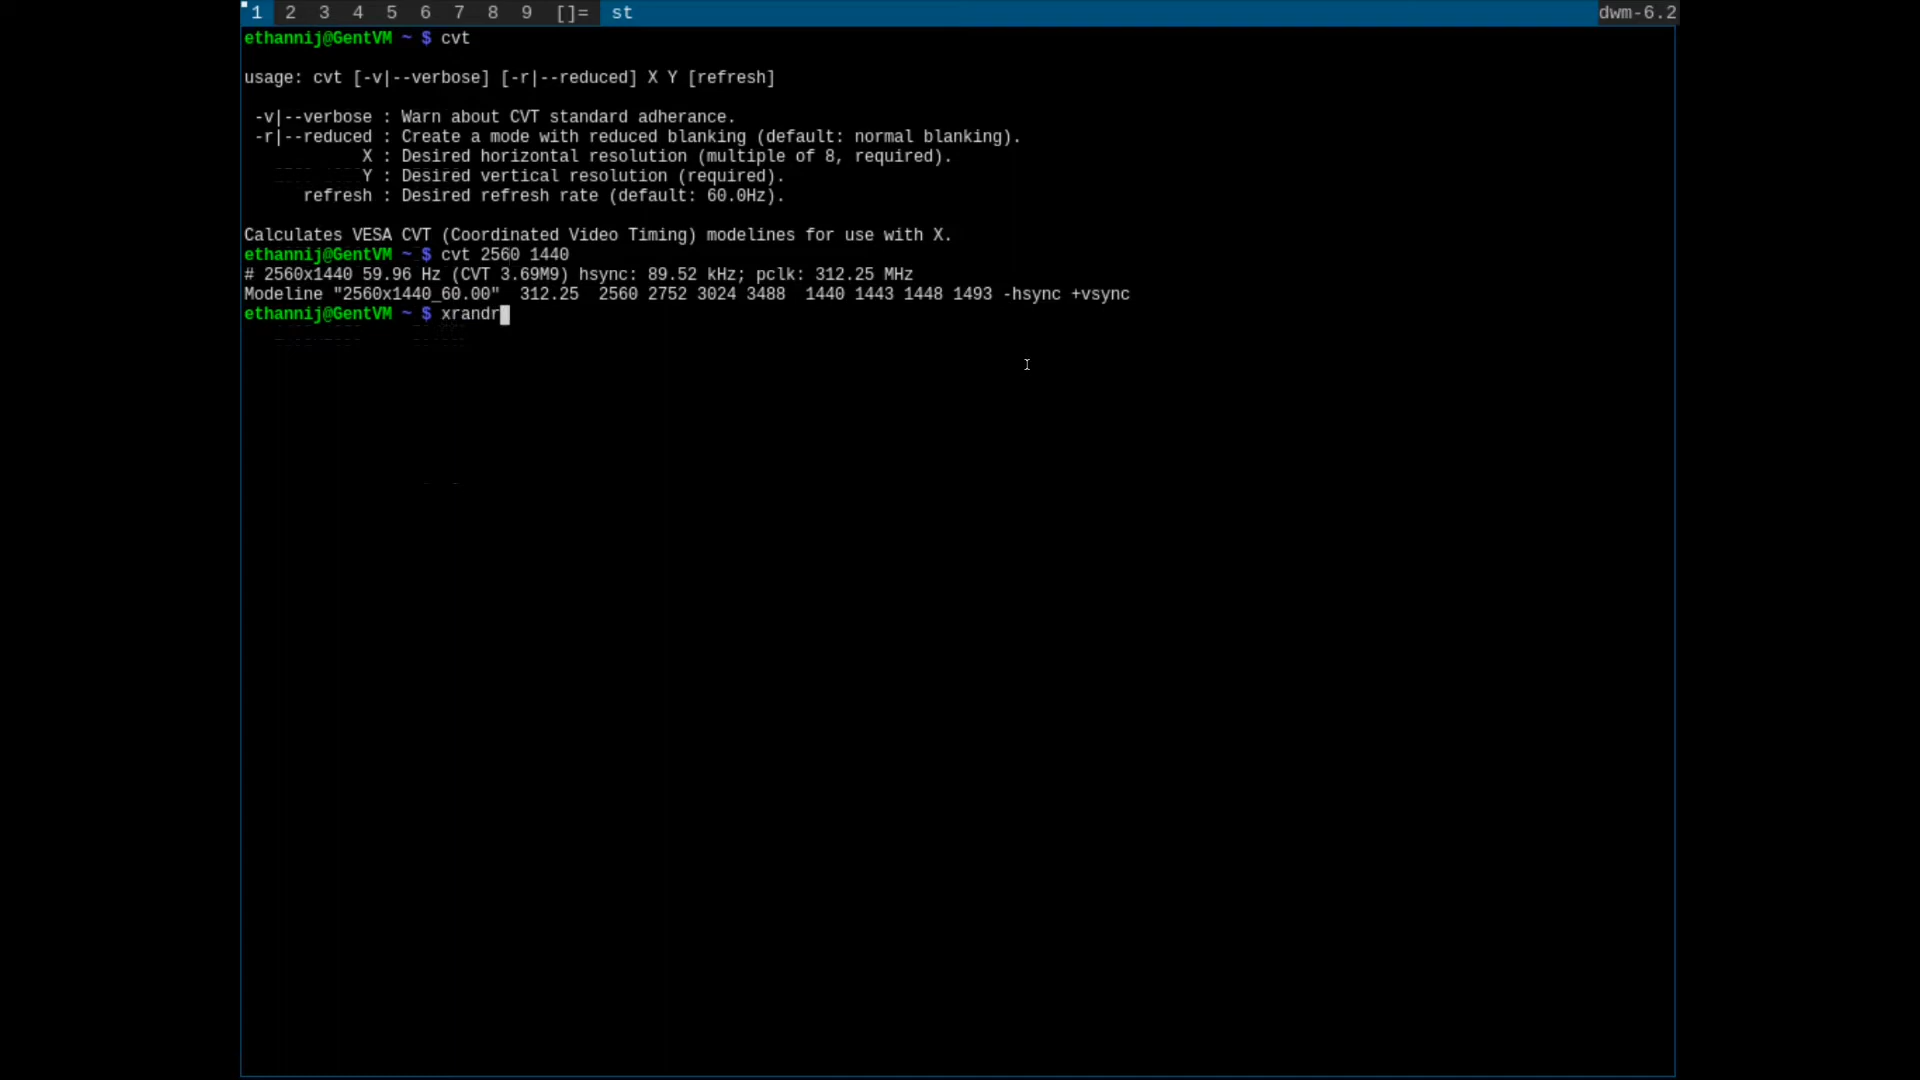 1 2 3 4 5 6 7 8 9 []= st dwm-6.2
ethannij@GentVM ~ $ cvt
usage: cvt [-v|--verbose] [-r|--reduced] X Y [refresh]
-v|--verbose : Warn about CVT standard adherance.
-r|--reduced : Create a mode with reduced blanking (default: normal blanking).
X : Desired horizontal resolution (multiple of 8, required).
Y : Desired vertical resolution (required).
refresh : Desired refresh rate (default: 60.0Hz).
Calculates VESA CVT (Coordinated Video Timing) modelines for use with X.
ethannij@GentVM ~ $ cvt 2560 1440
# 2560x1440 59.96 Hz (CVT 3.69M9) hsync: 89.52 kHz; pclk: 312.25 MHz
Modeline "2560x1440_60.00"  312.25  2560 2752 3024 3488  1440 1443 1448 1493 -hsync +vsync
ethannij@GentVM ~ $ xrandr